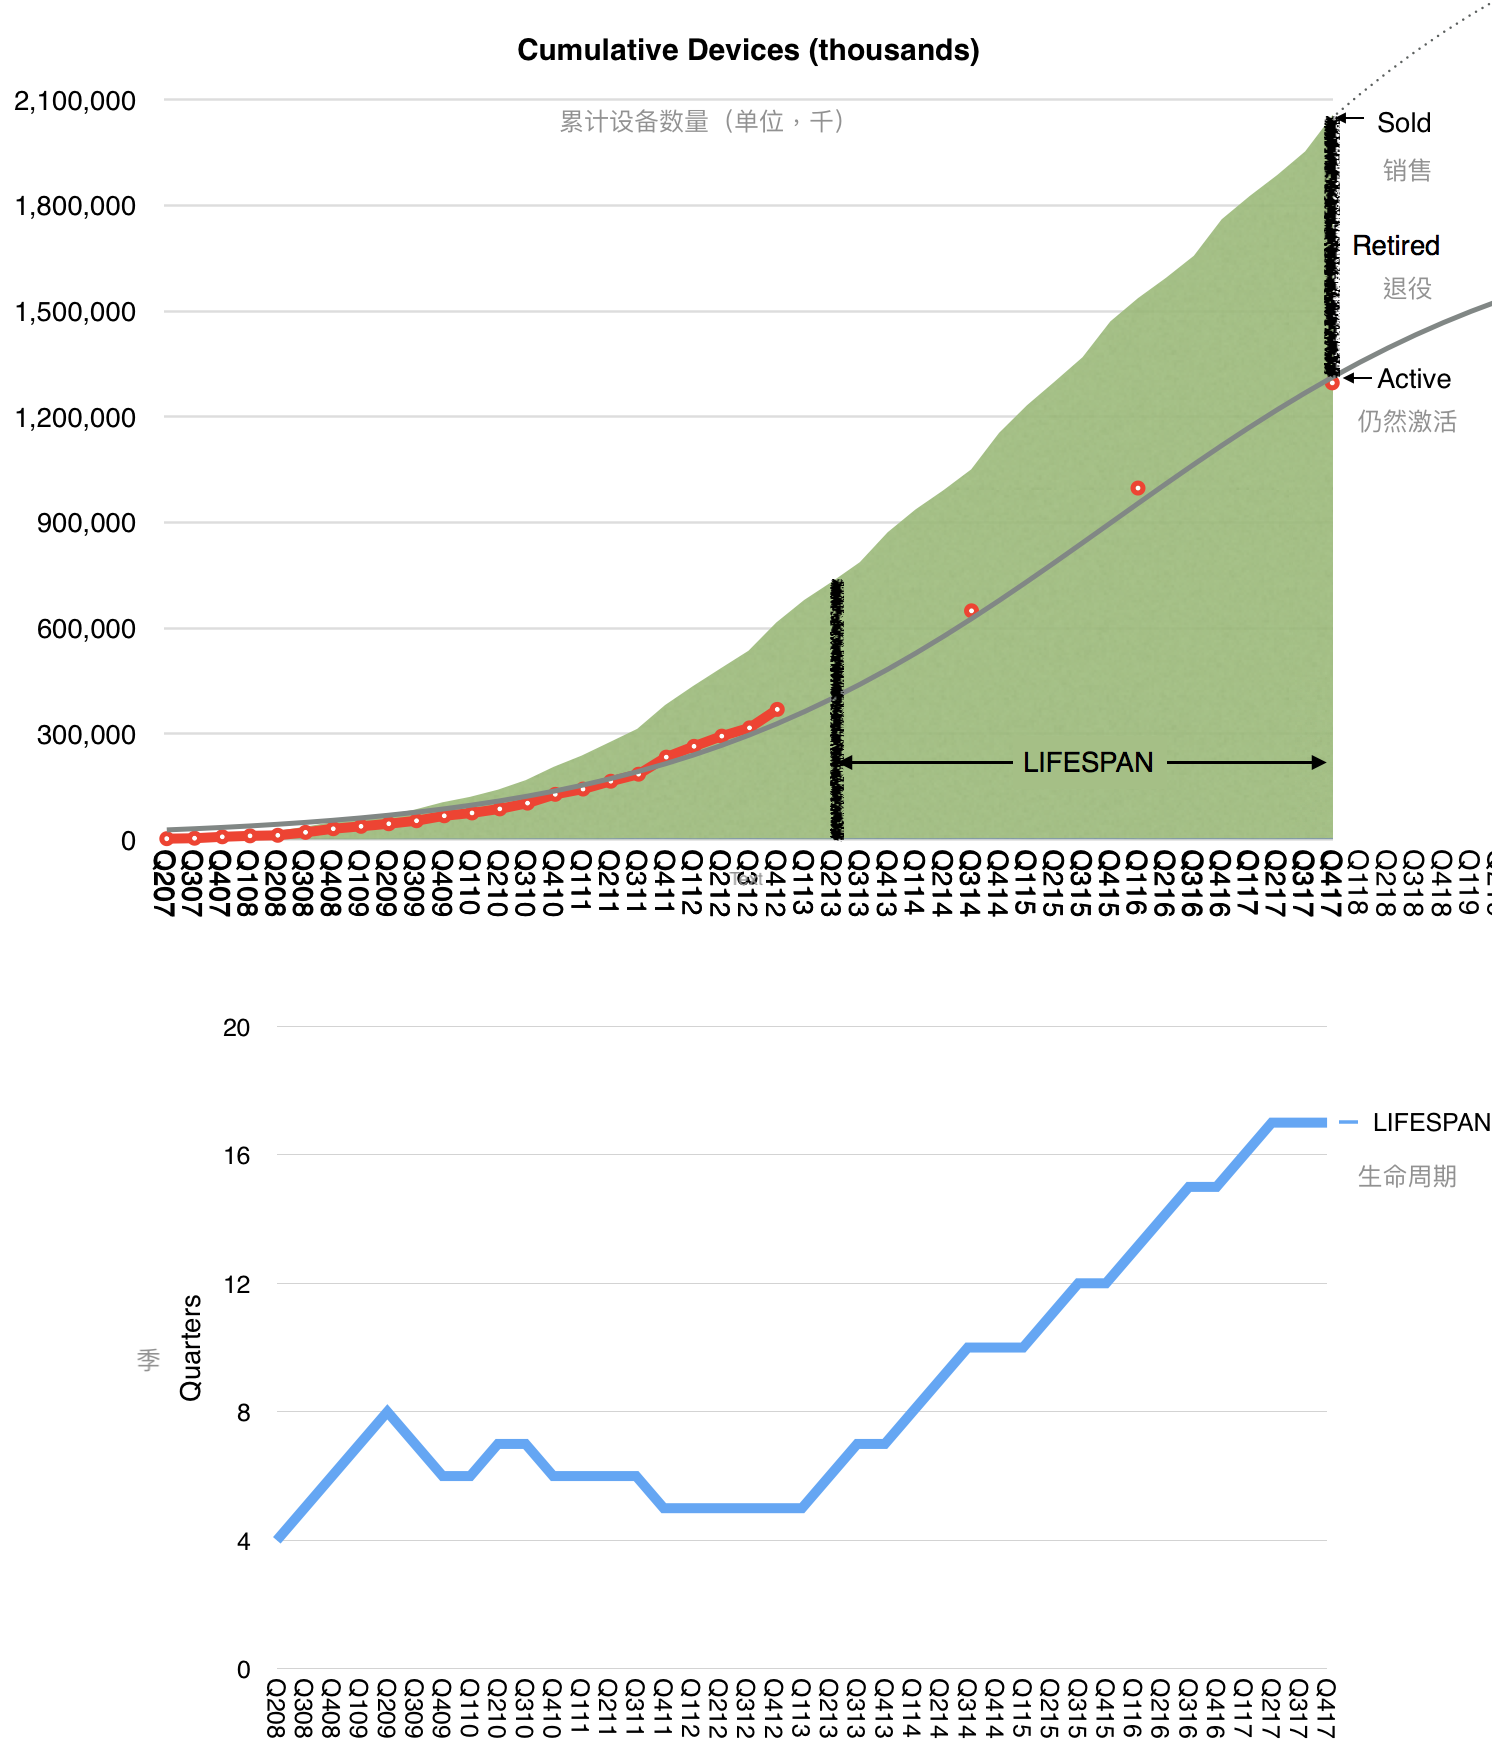 Cumulative Devices (thousands)
累计设备数量（单位，千）
2,100,000
1,800,000
1,500,000
1,200,000
900,000
600,000
300,000
0
Sold
销售
Retired
退役
Active
仍然激活
LIFESPAN
Text
Q207 Q307 Q407 Q108 Q208 Q308 Q408 Q109 Q209 Q309 Q409 Q110 Q210 Q310 Q410 Q111 Q211 Q311 Q411 Q112 Q212 Q312 Q412 Q113 Q213 Q313 Q413 Q114 Q214 Q314 Q414 Q115 Q215 Q315 Q415 Q116 Q216 Q316 Q416 Q117 Q217 Q317 Q417 Q118 Q218 Q318 Q418 Q119
20
16
12
8
4
0
LIFESPAN
生命周期
季
Quarters
Q208 Q308 Q408 Q109 Q209 Q309 Q409 Q110 Q210 Q310 Q410 Q111 Q211 Q311 Q411 Q112 Q212 Q312 Q412 Q113 Q213 Q313 Q413 Q114 Q214 Q314 Q414 Q115 Q215 Q315 Q415 Q116 Q216 Q316 Q416 Q117 Q217 Q317 Q417